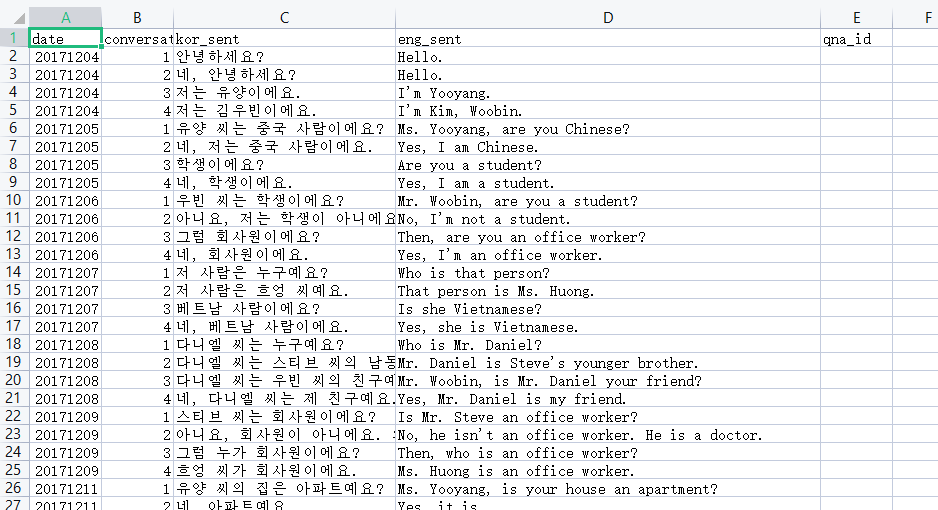 A B C D E F
1 date conversat kor_sent eng_sent qna_id
2 20171204 1 안녕하세요? Hello.
3 20171204 2 네, 안녕하세요? Hello.
4 20171204 3 저는 유양이에요. I'm Yooyang.
5 20171204 4 저는 김우빈이에요. I'm Kim, Woobin.
6 20171205 1 유양 씨는 중국 사람이에요? Ms. Yooyang, are you Chinese?
7 20171205 2 네, 저는 중국 사람이에요. Yes, I am Chinese.
8 20171205 3 학생이에요? Are you a student?
9 20171205 4 네, 학생이에요. Yes, I am a student.
10 20171206 1 우빈 씨는 학생이에요? Mr. Woobin, are you a student?
11 20171206 2 아니요, 저는 학생이 아니에요 No, I'm not a student.
12 20171206 3 그럼 회사원이에요? Then, are you an office worker?
13 20171206 4 네, 회사원이에요. Yes, I'm an office worker.
14 20171207 1 저 사람은 누구예요? Who is that person?
15 20171207 2 저 사람은 흐엉 씨예요. That person is Ms. Huong.
16 20171207 3 베트남 사람이에요? Is she Vietnamese?
17 20171207 4 네, 베트남 사람이에요. Yes, she is Vietnamese.
18 20171208 1 다니엘 씨는 누구예요? Who is Mr. Daniel?
19 20171208 2 다니엘 씨는 스티브 씨의 남동 Mr. Daniel is Steve's younger brother.
20 20171208 3 다니엘 씨는 우빈 씨의 친구예 Mr. Woobin, is Mr. Daniel your friend?
21 20171208 4 네, 다니엘 씨는 제 친구예요. Yes, Mr. Daniel is my friend.
22 20171209 1 스티브 씨는 회사원이에요? Is Mr. Steve an office worker?
23 20171209 2 아니요, 회사원이 아니에요. No, he isn't an office worker. He is a doctor.
24 20171209 3 그럼 누가 회사원이에요? Then, who is an office worker?
25 20171209 4 흐엉 씨가 회사원이에요. Ms. Huong is an office worker.
26 20171211 1 유양 씨의 집은 아파트예요? Ms. Yooyang, is your house an apartment?
27 20171211 2 네, 아파트예요 Yes, it is